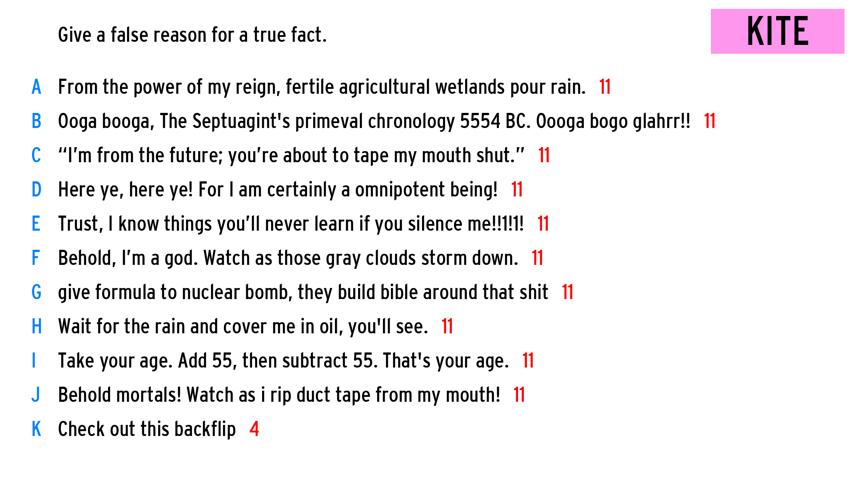 Give a false reason for a true fact.
KITE
A From the power of my reign, fertile agricultural wetlands pour rain. 11
B Ooga booga, The Septuagint's primeval chronology 5554 BC. Oooga bogo glahrr!! 11
C “I’m from the future; you’re about to tape my mouth shut.” 11
D Here ye, here ye! For I am certainly a omnipotent being! 11
E Trust, I know things you’ll never learn if you silence me!!1!1! 11
F Behold, I’m a god. Watch as those gray clouds storm down. 11
G give formula to nuclear bomb, they build bible around that shit 11
H Wait for the rain and cover me in oil, you'll see. 11
I Take your age. Add 55, then subtract 55. That's your age. 11
J Behold mortals! Watch as i rip duct tape from my mouth! 11
K Check out this backflip 4